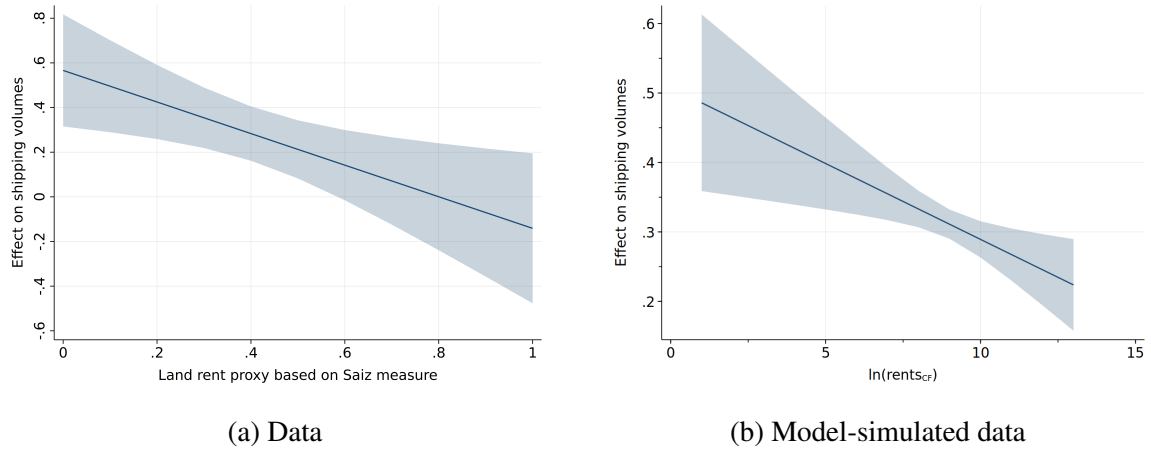 Effect on shipping volumes
.8
.6
.4
.2
0
-.2
-.4
-.6
0 .2 .4 .6 .8 1
Land rent proxy based on Saiz measure
(a) Data
Effect on shipping volumes
.6
.5
.4
.3
.2
0 5 10 15
ln(rents_CF)
(b) Model-simulated data